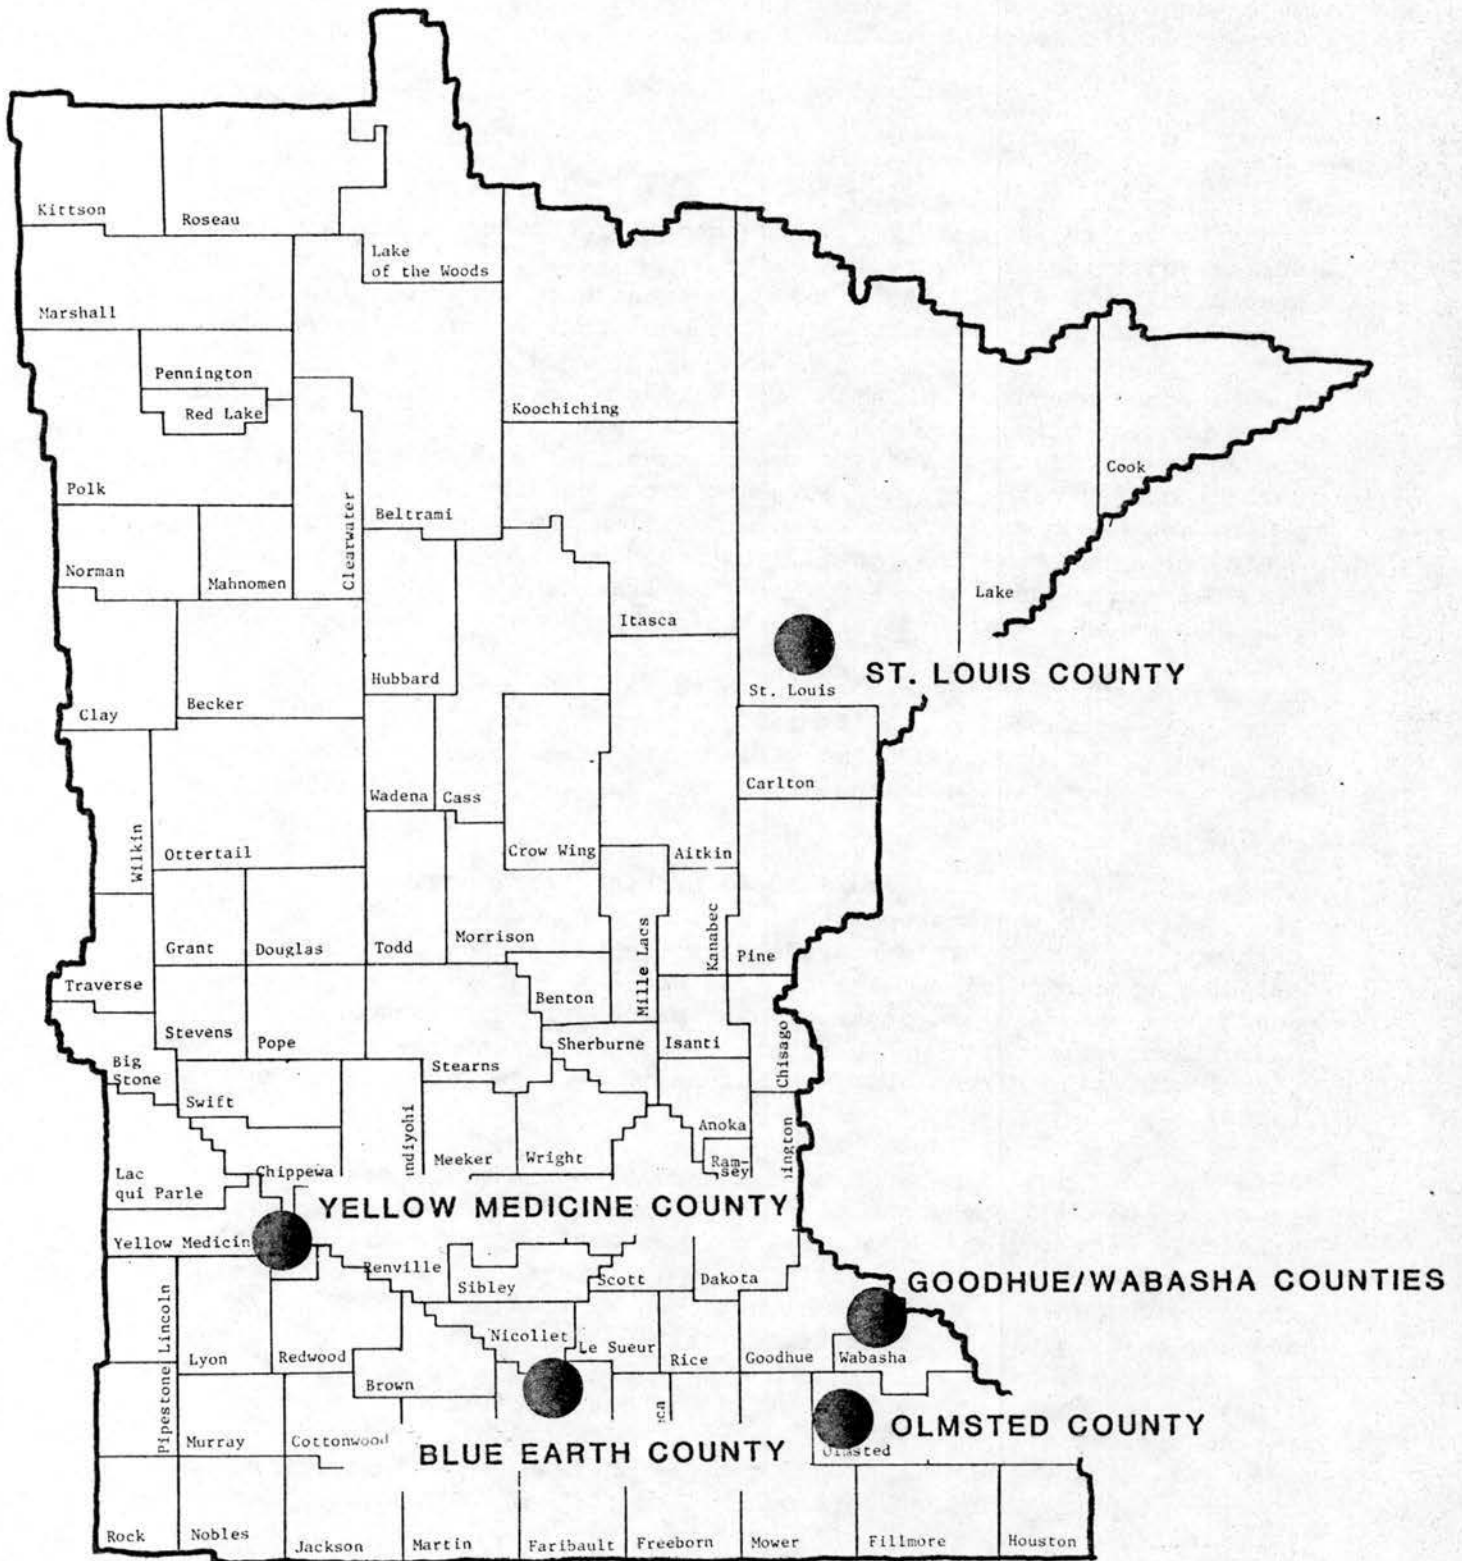 Kittson
Roseau
Lake
of the Woods
Marshall
Pennington
Red Lake
Koochiching
Cook
Polk
Clearwater
Beltrami
Norman
Mahnomen
Lake
Itasca
Hubbard
ST. LOUIS COUNTY
St. Louis
Becker
Clay
Carlton
Wadena
Cass
Wilkin
Ottertail
Crow Wing
Aitkin
Grant
Douglas
Todd
Morrison
Mille Lacs
Kanabec
Pine
Traverse
Benton
Stevens
Pope
Sherburne
Isanti
Chisago
Big
Stone
Stearns
Swift
Anoka
ndiyohi
Meeker
Wright
Ram-
sey
ington
Lac
qui Parle
Chippewa
YELLOW MEDICINE COUNTY
Yellow Medicin
Renville
Sibley
Scott
Dakota
GOODHUE/WABASHA COUNTIES
Lincoln
Nicollet
Le Sueur
Lyon
Redwood
Rice
Goodhue
Wabasha
Brown
Pipestone
ca
OLMSTED COUNTY
Murray
Cottonwood
BLUE EARTH COUNTY
Olmsted
Rock
Nobles
Jackson
Martin
Faribault
Freeborn
Mower
Fillmore
Houston